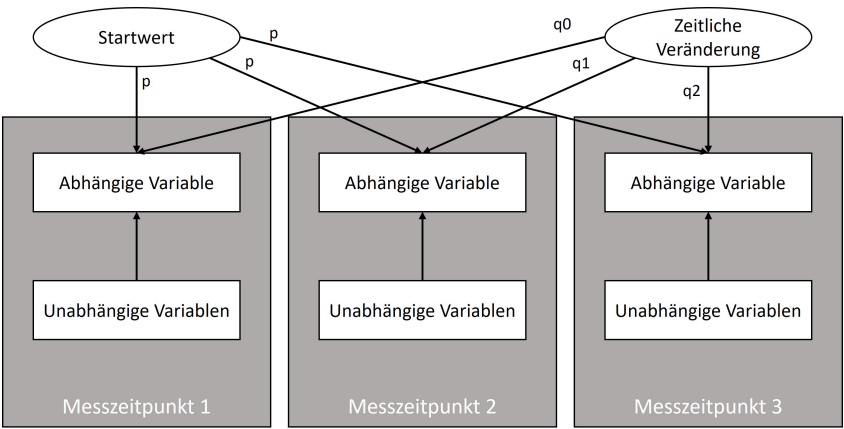 Startwert
p
p
p
q0
q1
q2
Zeitliche
Veränderung
Abhängige Variable
Abhängige Variable
Abhängige Variable
Unabhängige Variablen
Unabhängige Variablen
Unabhängige Variablen
Messzeitpunkt 1
Messzeitpunkt 2
Messzeitpunkt 3